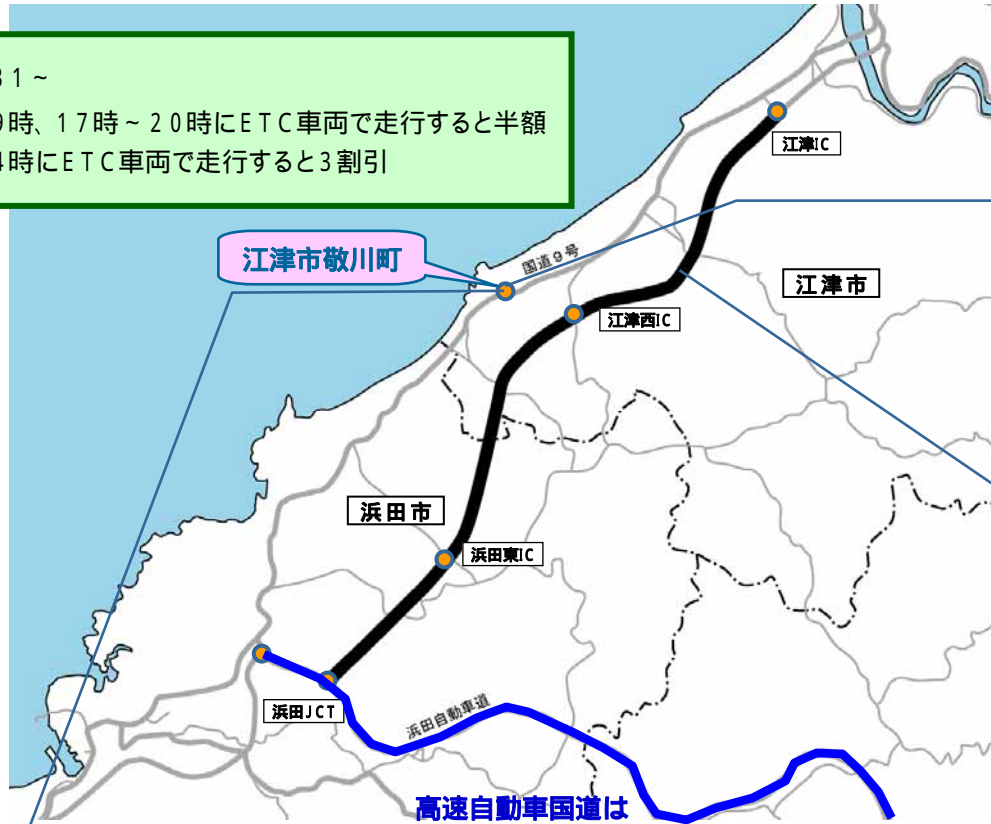 31~
9時、17時~20時にETC車両で走行すると半額
4時にETC車両で走行すると3割引
江津IC
国道9号
江津市敬川町
江津市
江津西IC
浜田市
浜田東IC
浜田JCT
浜田自動車道
高速自動車国道は